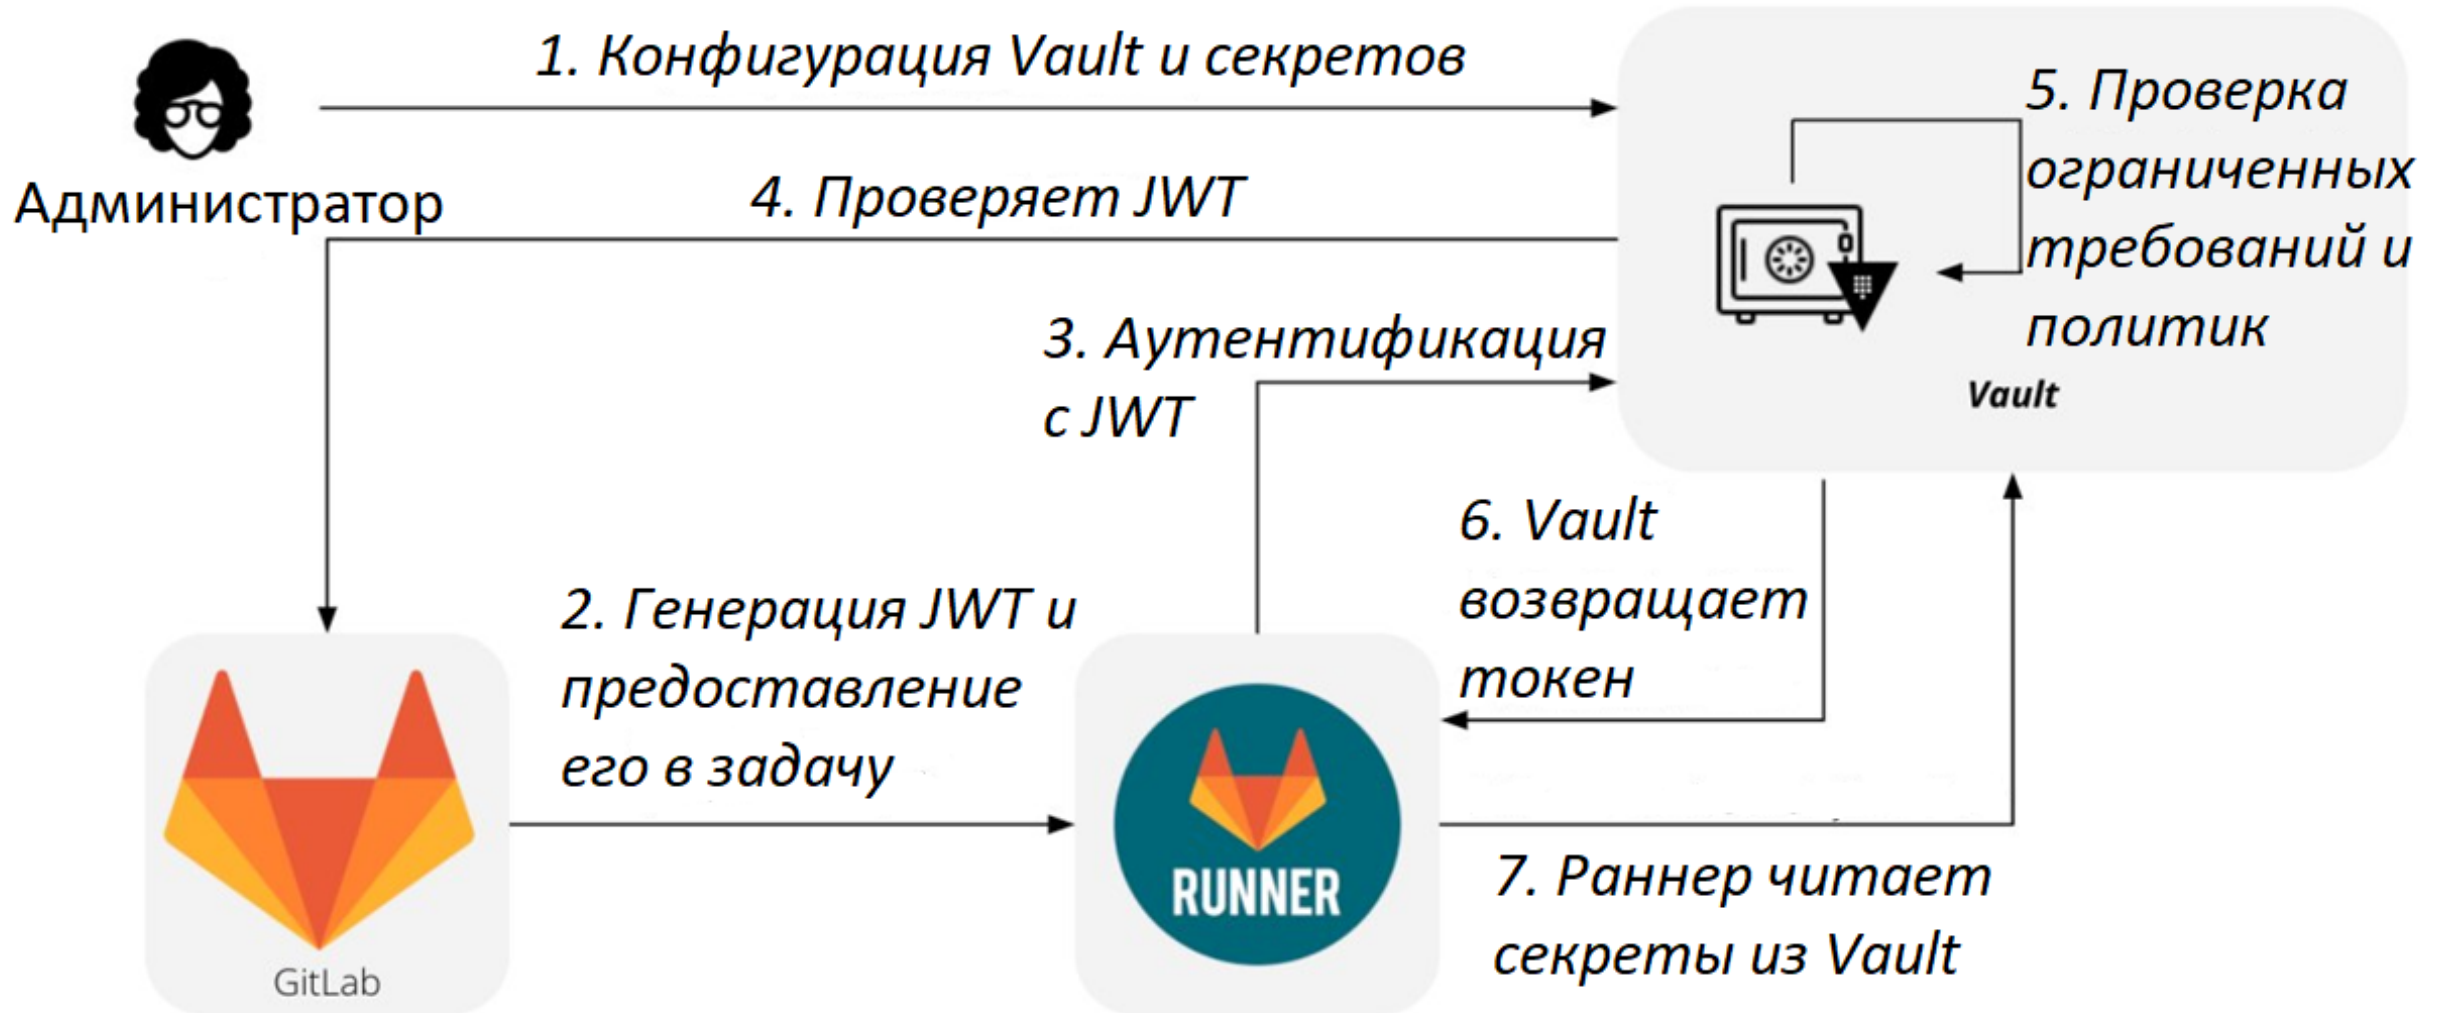 1. Конфигурация Vault и секретов
Администратор
4. Проверяет JWT
5. Проверка
ограниченных
требований и
политик
Vault
3. Аутентификация
с JWT
2. Генерация JWT и
предоставление
его в задачу
6. Vault
возвращает
токен
GitLab
RUNNER
7. Раннер читает
секреты из Vault